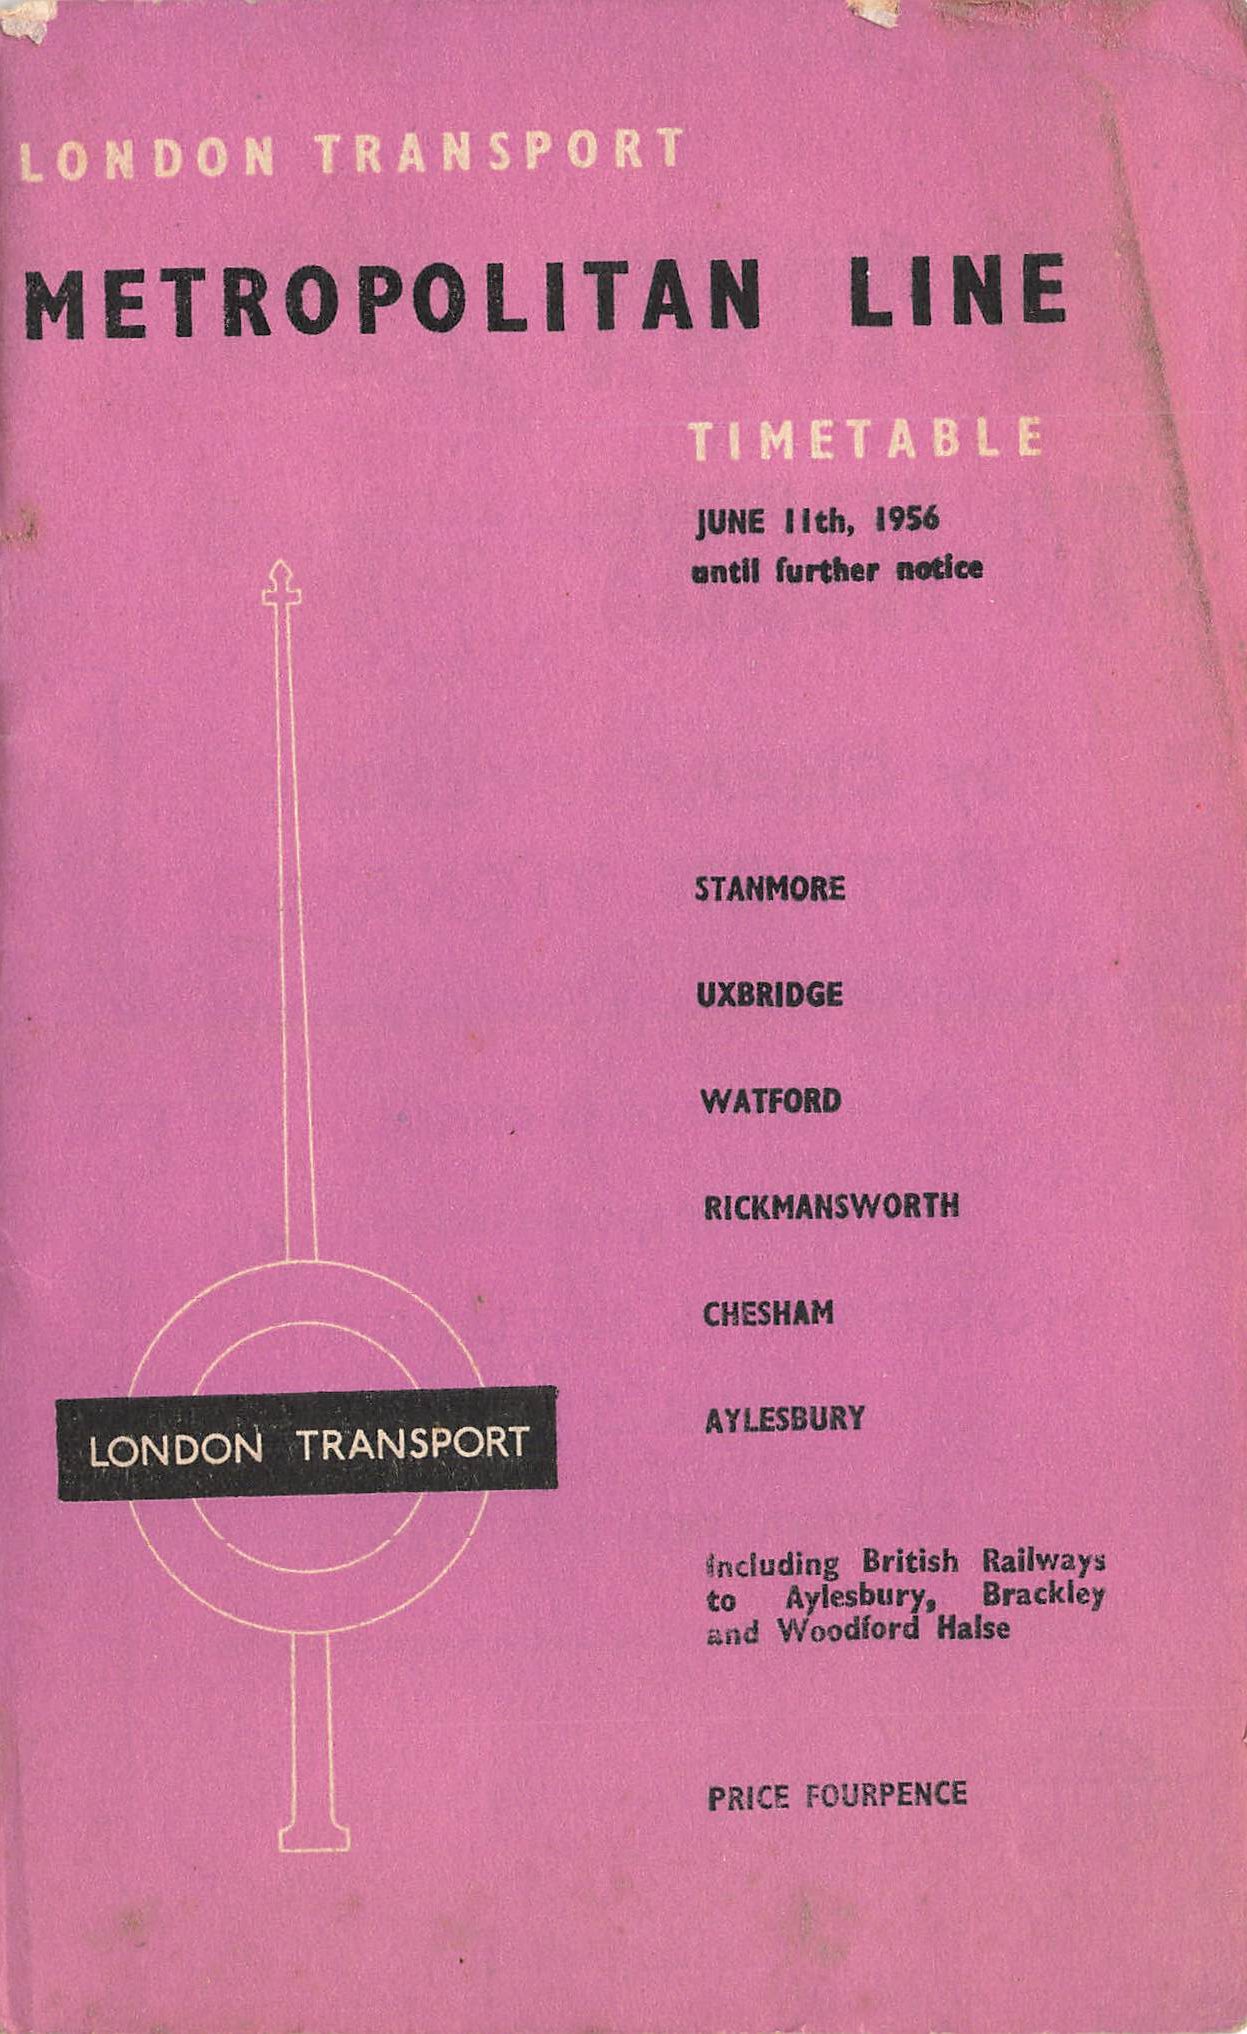 LONDON TRANSPORT
METROPOLITAN LINE
TIMETABLE
JUNE 11th, 1956
until further notice
STANMORE
UXBRIDGE
WATFORD
RICKMANSWORTH
CHESHAM
AYLESBURY
LONDON TRANSPORT
including British Railways
to Aylesbury, Brackley
and Woodford Halse
PRICE FOURPENCE